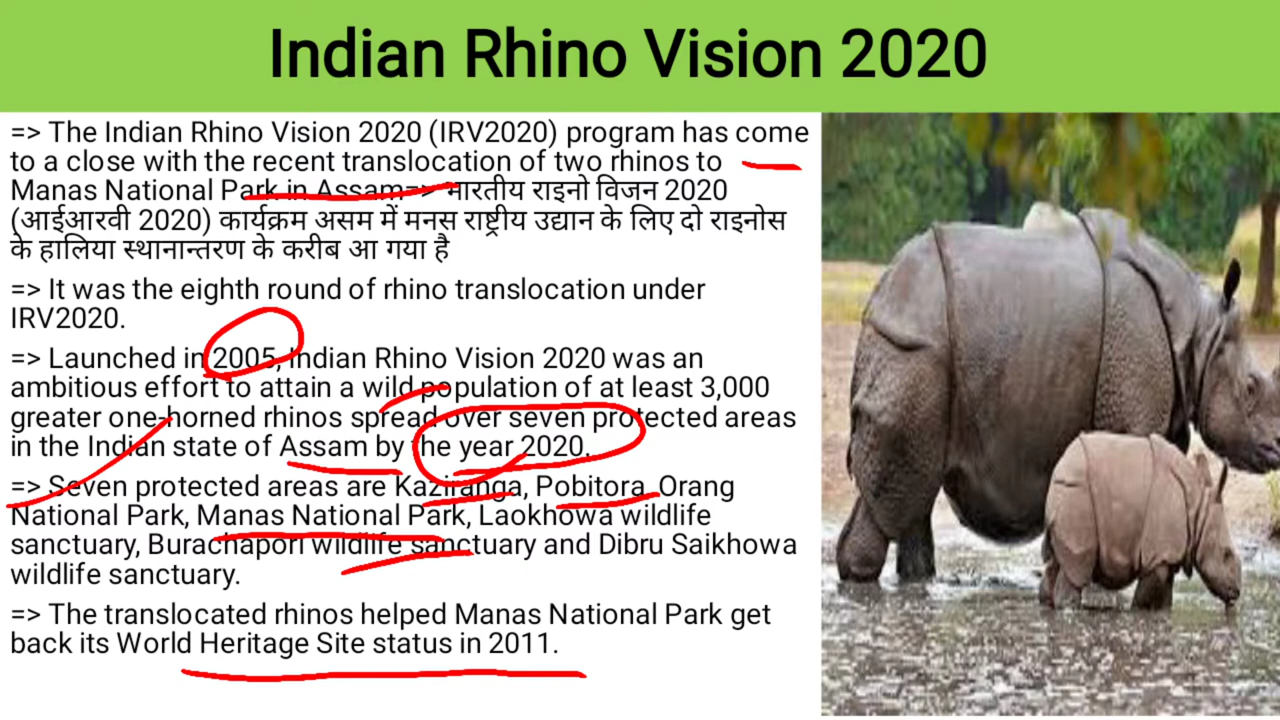 Indian Rhino Vision 2020
=> The Indian Rhino Vision 2020 (IRV2020) program has come
to a close with the recent translocation of two rhinos to
Manas National Park in Assam=> भारतीय राइनो विजन 2020
(आईआरवी 2020) कार्यक्रम असम में मनस राष्ट्रीय उद्यान के लिए दो राइनोस
के हालिया स्थानान्तरण के करीब आ गया है
=> It was the eighth round of rhino translocation under
IRV2020.
=> Launched in 2005, Indian Rhino Vision 2020 was an
ambitious effort to attain a wild population of at least 3,000
greater one-horned rhinos spread over seven protected areas
in the Indian state of Assam by the year 2020.
=> Seven protected areas are Kaziranga, Pobitora, Orang
National Park, Manas National Park, Laokhowa wildlife
sanctuary, Burachapori wildlife sanctuary and Dibru Saikhowa
wildlife sanctuary.
=> The translocated rhinos helped Manas National Park get
back its World Heritage Site status in 2011.